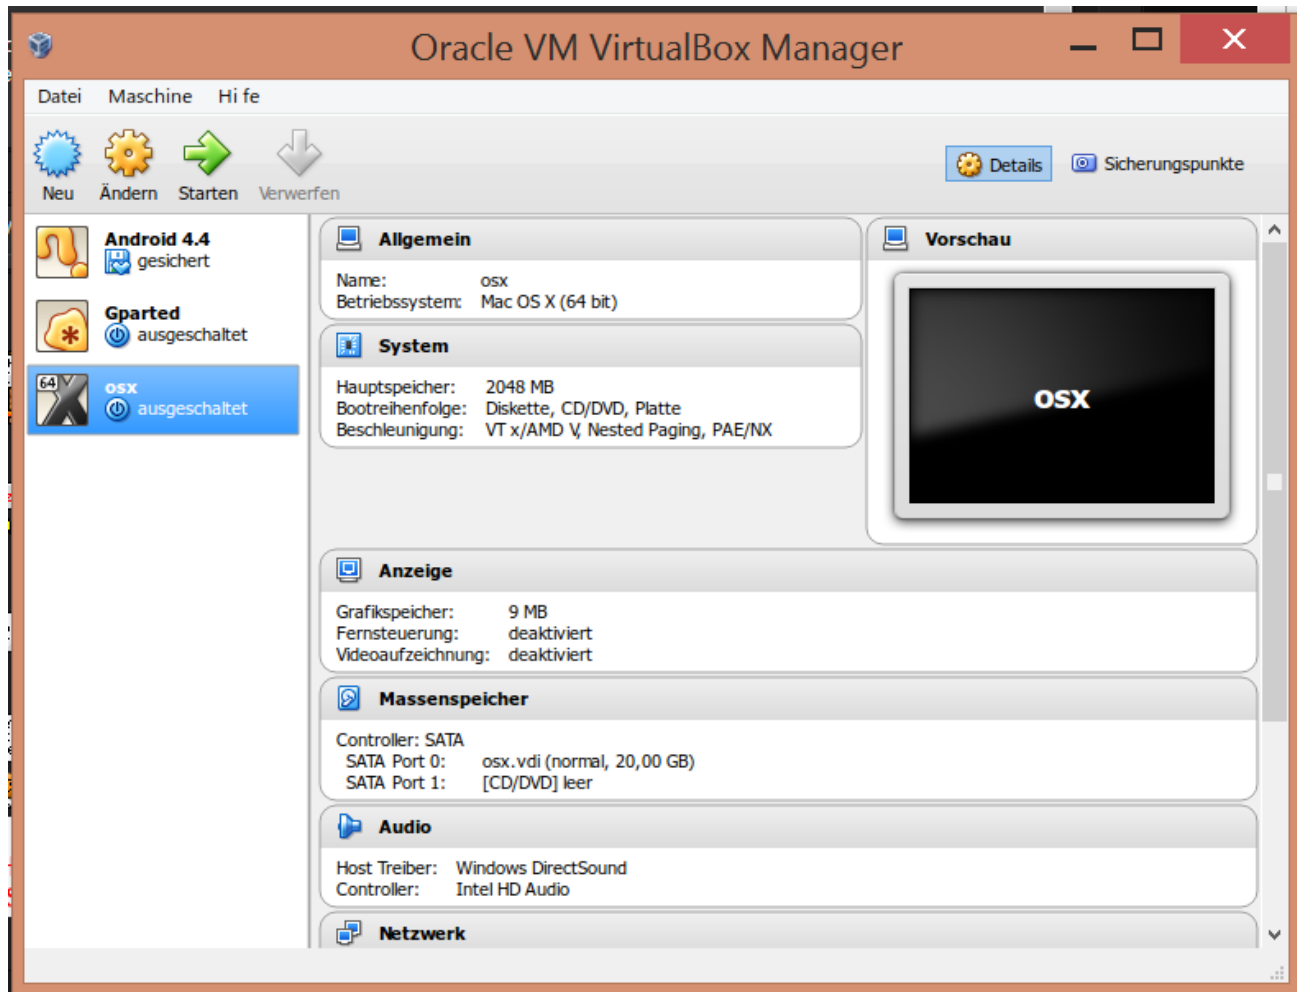 Oracle VM VirtualBox Manager
Datei Maschine Hi fe
Neu Ändern Starten Verwerfen
Details Sicherungspunkte
Android 4.4
gesichert
Gparted
ausgeschaltet
64
osx
ausgeschaltet
Allgemein
Name: osx
Betriebssystem: Mac OS X (64 bit)
System
Hauptspeicher: 2048 MB
Bootreihenfolge: Diskette, CD/DVD, Platte
Beschleunigung: VT x/AMD V, Nested Paging, PAE/NX
Vorschau
osx
Anzeige
Grafikspeicher: 9 MB
Fernsteuerung: deaktiviert
Videoaufzeichnung: deaktiviert
Massenspeicher
Controller: SATA
SATA Port 0: osx.vdi (normal, 20,00 GB)
SATA Port 1: [CD/DVD] leer
Audio
Host Treiber: Windows DirectSound
Controller: Intel HD Audio
Netzwerk